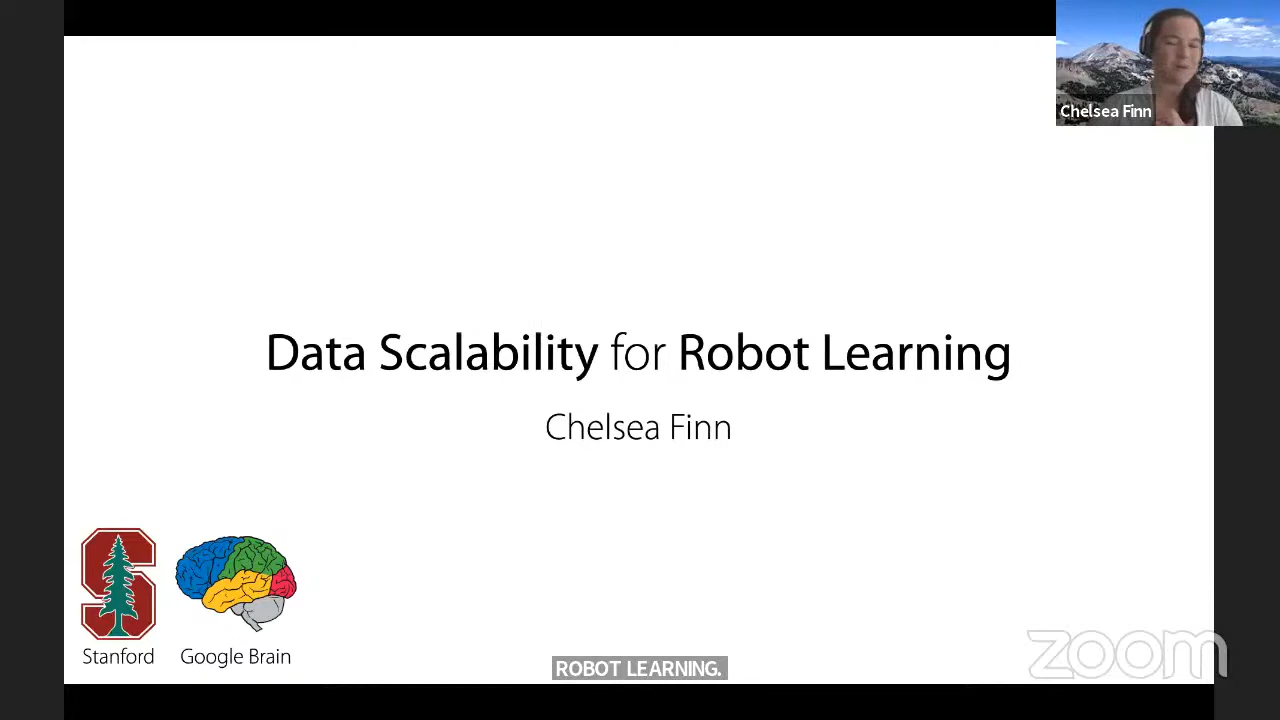 Chelsea Finn
Data Scalability for Robot Learning
Chelsea Finn
Stanford
Google Brain
ROBOT LEARNING.
zoom